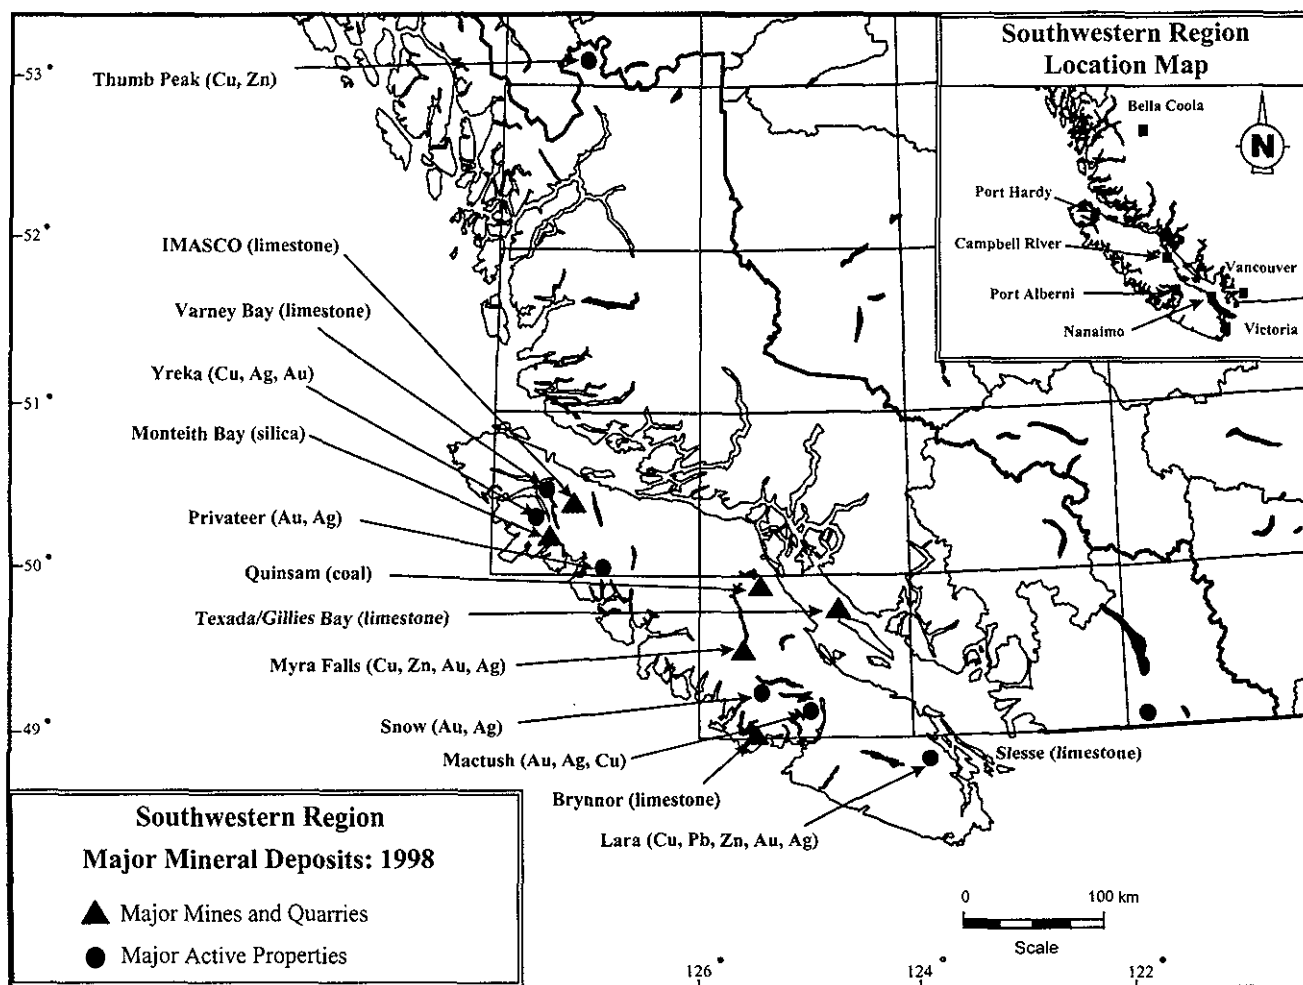 53°
Thumb Peak (Cu, Zn)
Southwestern Region
Location Map
Bella Coola
N
Port Hardy
Campbell River
Vancouver
Port Alberni
Nanaimo
Victoria
52°
IMASCO (limestone)
Varney Bay (limestone)
Yreka (Cu, Ag, Au)
51°
Monteith Bay (silica)
Privateer (Au, Ag)
50°
Quinsam (coal)
Texada/Gillies Bay (limestone)
Myra Falls (Cu, Zn, Au, Ag)
Snow (Au, Ag)
49°
Mactush (Au, Ag, Cu)
Slesse (limestone)
Brynnor (limestone)
Lara (Cu, Pb, Zn, Au, Ag)
Southwestern Region
Major Mineral Deposits: 1998
Major Mines and Quarries
Major Active Properties
0 100 km
Scale
126° 124° 122°